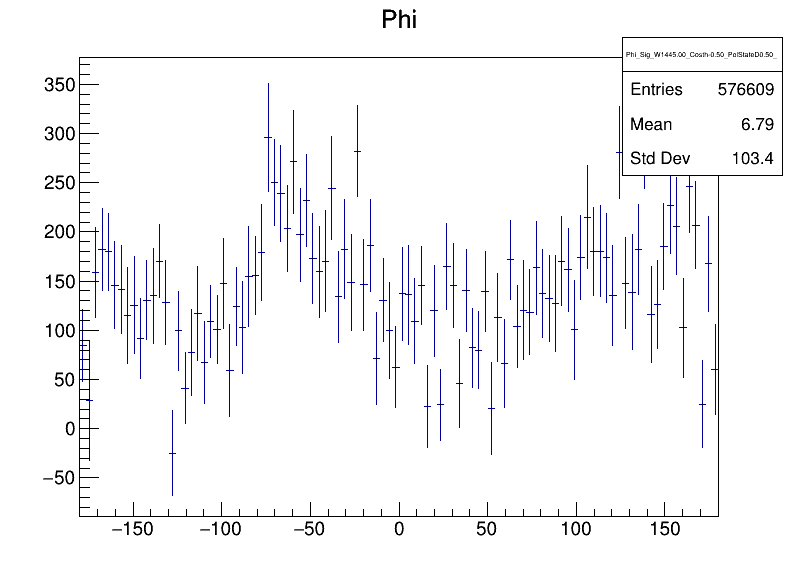 Phi
Phi_Sig_W1445.00_Costh-0.50_PolStateD0.50_
Entries 576609
Mean 6.79
Std Dev 103.4
350
300
250
200
150
100
50
0
−50
−150 −100 −50 0 50 100 150